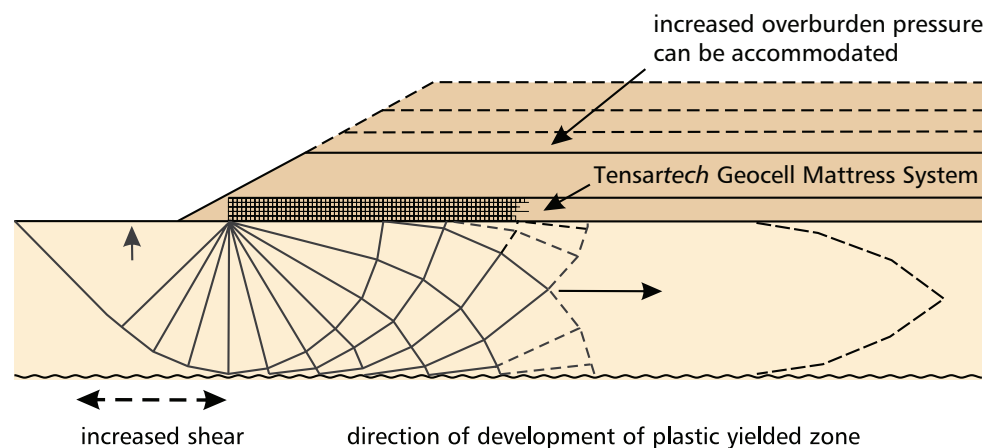 increased overburden pressure
can be accommodated
Tensartech Geocell Mattress System
increased shear
direction of development of plastic yielded zone